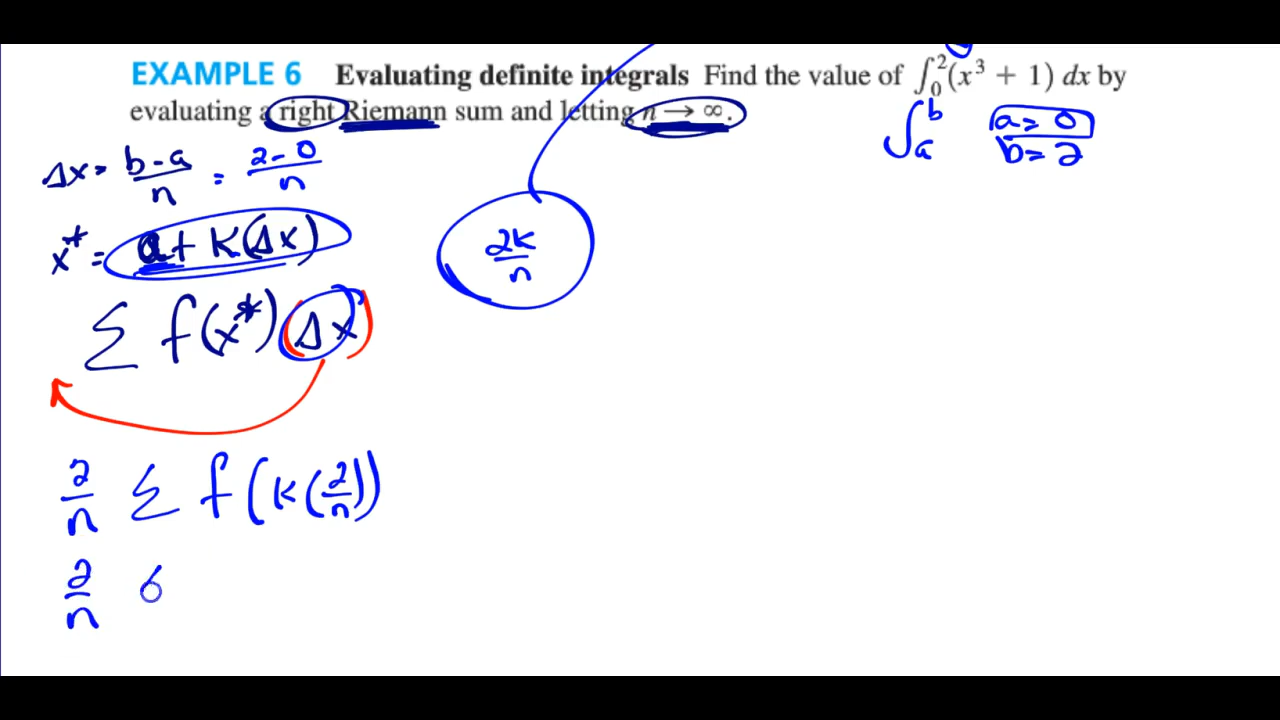 EXAMPLE 6 Evaluating definite integrals Find the value of ∫₀²(x³ + 1) dx by
evaluating a right Riemann sum and letting n → ∞.
∫ₐᵇ a = 0
b = 2
Δx = (b-a)/n = (2-0)/n
x* = a + K(Δx)
2K/n
Σ f(x*)(Δx)
2/n Σ f(K(2/n))
2/n 6